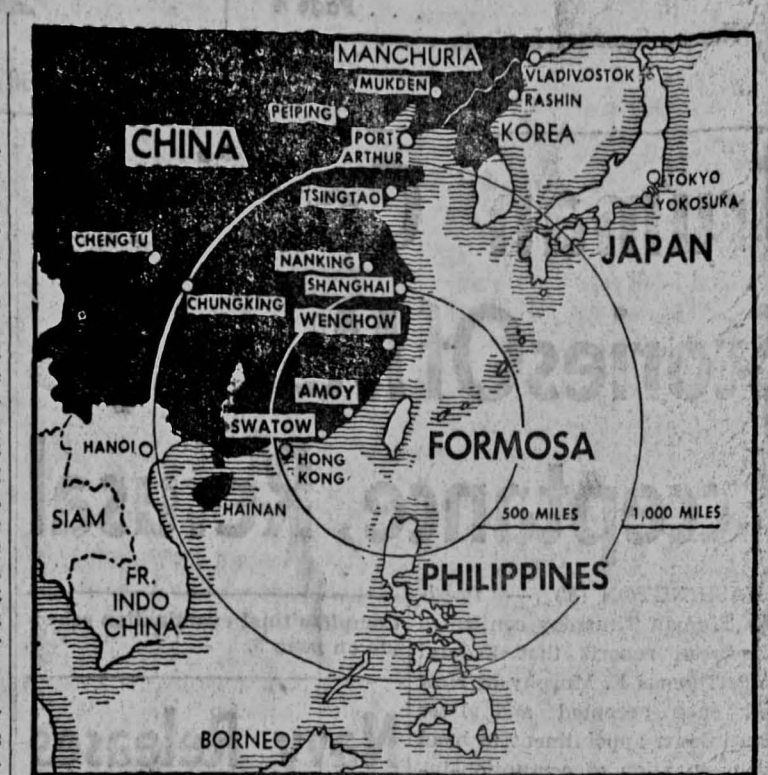 MANCHURIA
MUKDEN
VLADIVOSTOK
RASHIN
PEIPING
KOREA
CHINA
PORT
ARTHUR
TSINGTAO
TOKYO
YOKOSUKA
CHENGTU
JAPAN
NANKING
SHANGHAI
CHUNGKING
WENCHOW
AMOY
SWATOW
FORMOSA
HANOI
HONG
KONG
HAINAN
SIAM
500 MILES
1,000 MILES
FR.
INDO
CHINA
PHILIPPINES
BORNEO